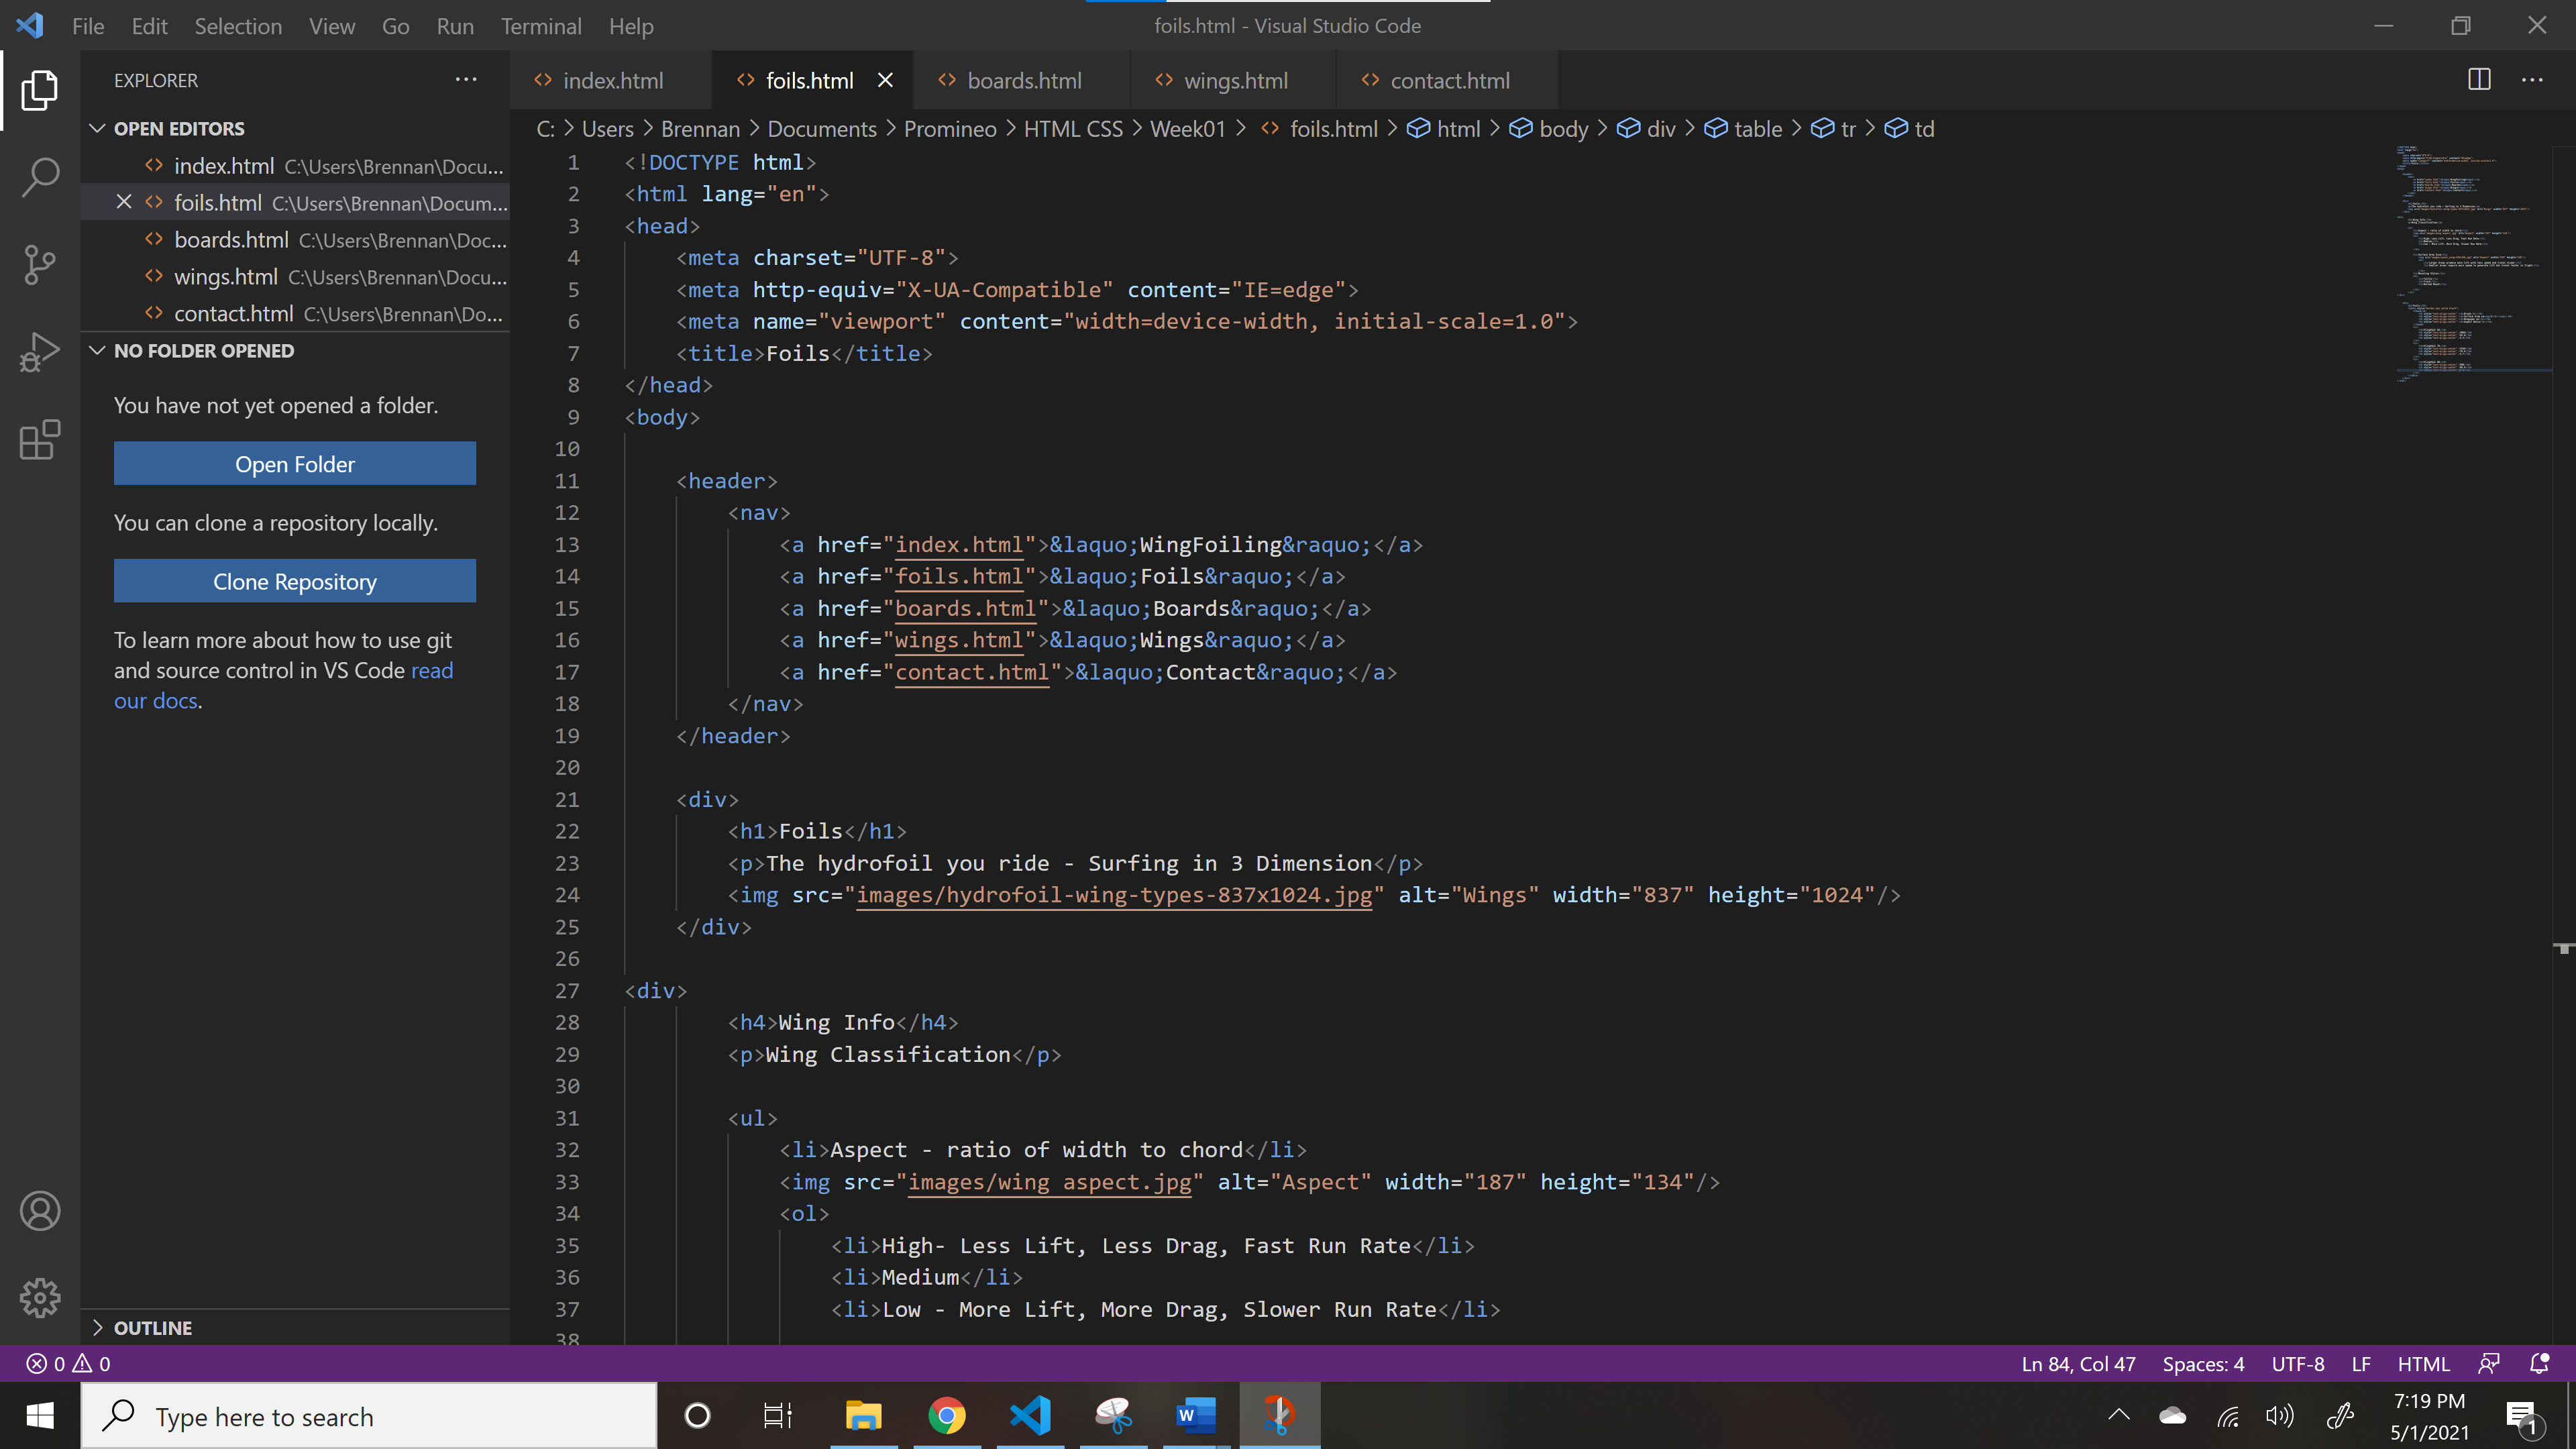 File Edit Selection View Go Run Terminal Help
foils.html - Visual Studio Code
EXPLORER
index.html
foils.html
boards.html
wings.html
contact.html
OPEN EDITORS
index.html C:\Users\Brennan\Docu...
foils.html C:\Users\Brennan\Docum...
boards.html C:\Users\Brennan\Doc...
wings.html C:\Users\Brennan\Docu...
contact.html C:\Users\Brennan\Do...
NO FOLDER OPENED
You have not yet opened a folder.
Open Folder
You can clone a repository locally.
Clone Repository
To learn more about how to use git
and source control in VS Code read
our docs.
OUTLINE
C: > Users > Brennan > Documents > Promineo > HTML CSS > Week01 > foils.html > html > body > div > table > tr > td
1 <!DOCTYPE html>
2 <html lang="en">
3 <head>
4 <meta charset="UTF-8">
5 <meta http-equiv="X-UA-Compatible" content="IE=edge">
6 <meta name="viewport" content="width=device-width, initial-scale=1.0">
7 <title>Foils</title>
8 </head>
9 <body>
10
11 <header>
12 <nav>
13 <a href="index.html">&laquo;WingFoiling&raquo;</a>
14 <a href="foils.html">&laquo;Foils&raquo;</a>
15 <a href="boards.html">&laquo;Boards&raquo;</a>
16 <a href="wings.html">&laquo;Wings&raquo;</a>
17 <a href="contact.html">&laquo;Contact&raquo;</a>
18 </nav>
19 </header>
20
21 <div>
22 <h1>Foils</h1>
23 <p>The hydrofoil you ride - Surfing in 3 Dimension</p>
24 <img src="images/hydrofoil-wing-types-837x1024.jpg" alt="Wings" width="837" height="1024"/>
25 </div>
26
27 <div>
28 <h4>Wing Info</h4>
29 <p>Wing Classification</p>
30
31 <ul>
32 <li>Aspect - ratio of width to chord</li>
33 <img src="images/wing aspect.jpg" alt="Aspect" width="187" height="134"/>
34 <ol>
35 <li>High- Less Lift, Less Drag, Fast Run Rate</li>
36 <li>Medium</li>
37 <li>Low - More Lift, More Drag, Slower Run Rate</li>
38
0 0
Ln 84, Col 47 Spaces: 4 UTF-8 LF HTML
Type here to search
7:19 PM
5/1/2021
1